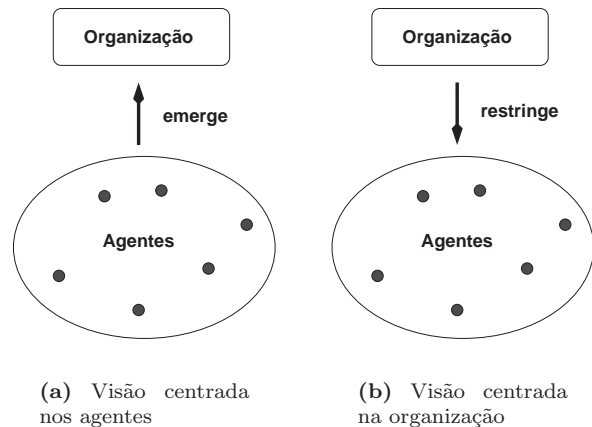 Organização
emerge
Agentes
(a) Visão centrada
nos agentes
Organização
restringe
Agentes
(b) Visão centrada
na organização